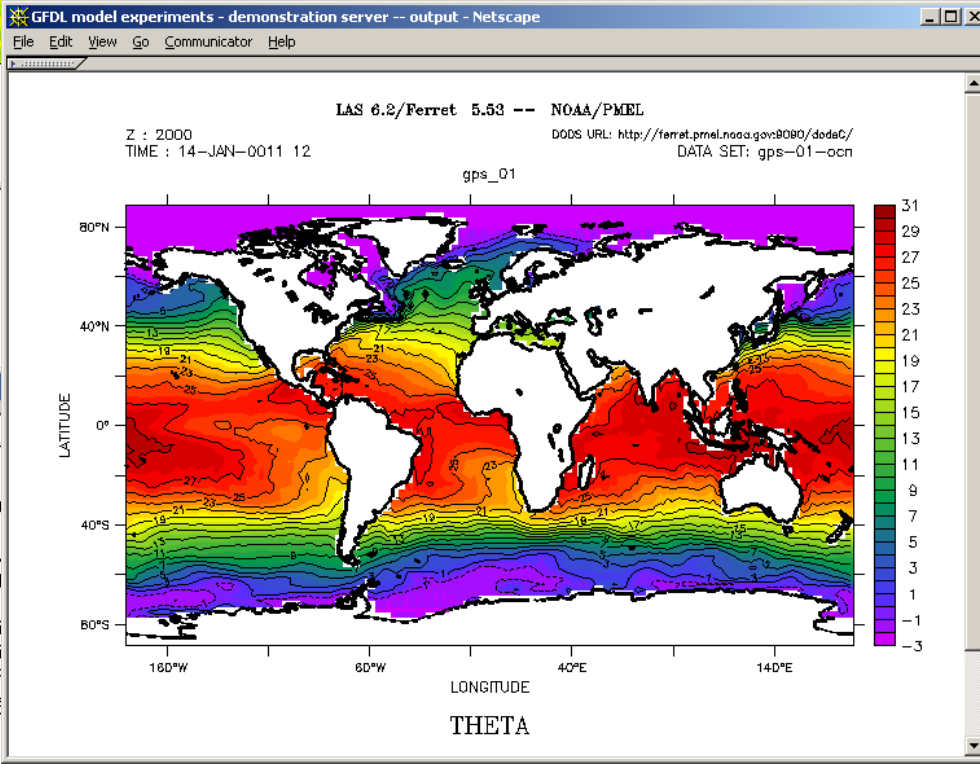 GFDL model experiments - demonstration server -- output - Netscape
File Edit View Go Communicator Help
LAS 6.2/Ferret 5.53 -- NOAA/PMEL
Z : 2000
TIME : 14-JAN-0011 12
DODS URL: http://ferret.pmel.noaa.gov:9090/dodsC/
DATA SET: gps-01-ocn
gps_01
80°N
40°N
0°
40°S
80°S
LATITUDE
160°W
60°W
40°E
140°E
LONGITUDE
THETA
31
29
27
25
23
21
19
17
15
13
11
9
7
5
3
1
-1
-3